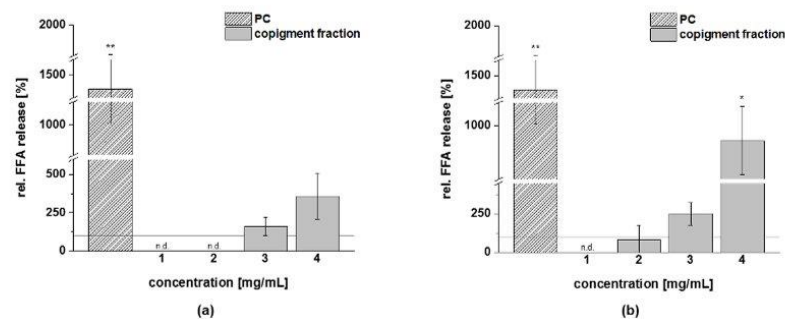 2000
1500
1000
500
250
0
rel. FFA release [%]
**
PC
copigment fraction
n.d.
n.d.
1
2
3
4
concentration [mg/mL]
(a)
2000
1500
1000
250
0
rel. FFA release [%]
**
*
PC
copigment fraction
n.d.
1
2
3
4
concentration [mg/mL]
(b)